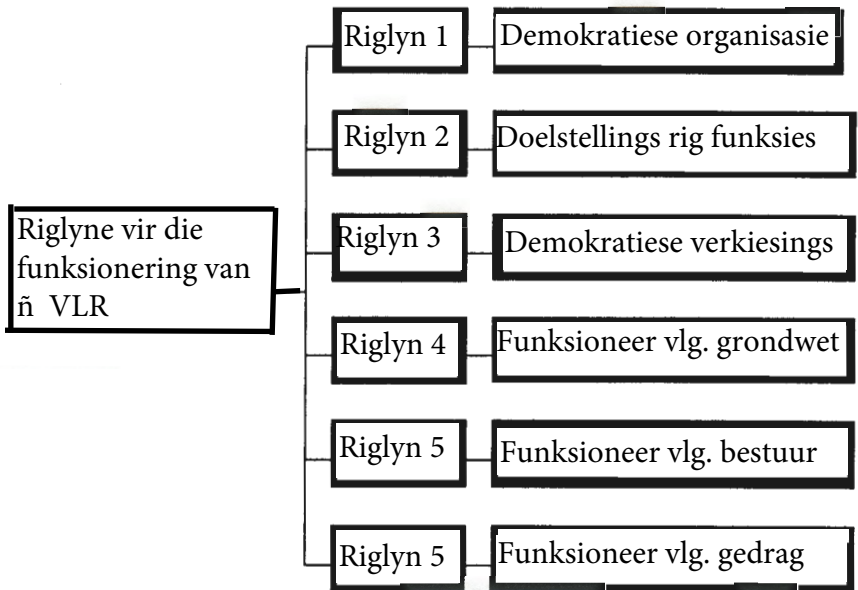 Riglyn 1
Demokratiese organisasie
Riglyn 2
Doelstellings rig funksies
Riglyne vir die
funksionering van
ñ VLR
Riglyn 3
Demokratiese verkiesings
Riglyn 4
Funksioneer vlg. grondwet
Riglyn 5
Funksioneer vlg. bestuur
Riglyn 5
Funksioneer vlg. gedrag